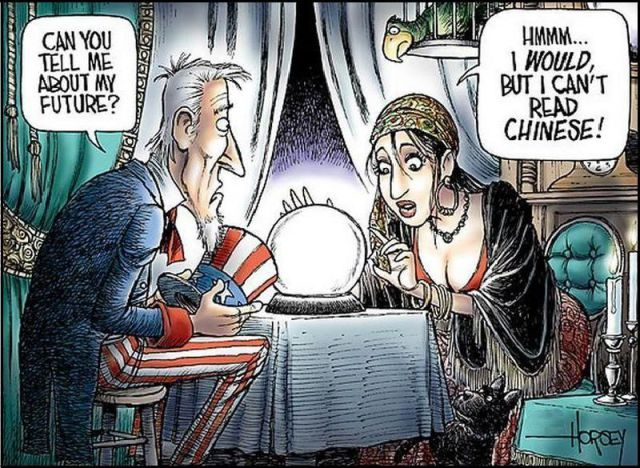 CAN YOU
TELL ME
ABOUT MY
FUTURE?
HMMM...
I WOULD,
BUT I CAN'T
READ
CHINESE!
HORSEY